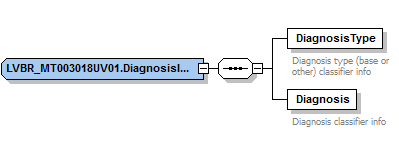 LVBR_MT003018UV01.DiagnosisI...
DiagnosisType
Diagnosis type (base or
other) classifier info
Diagnosis
Diagnosis classifier info